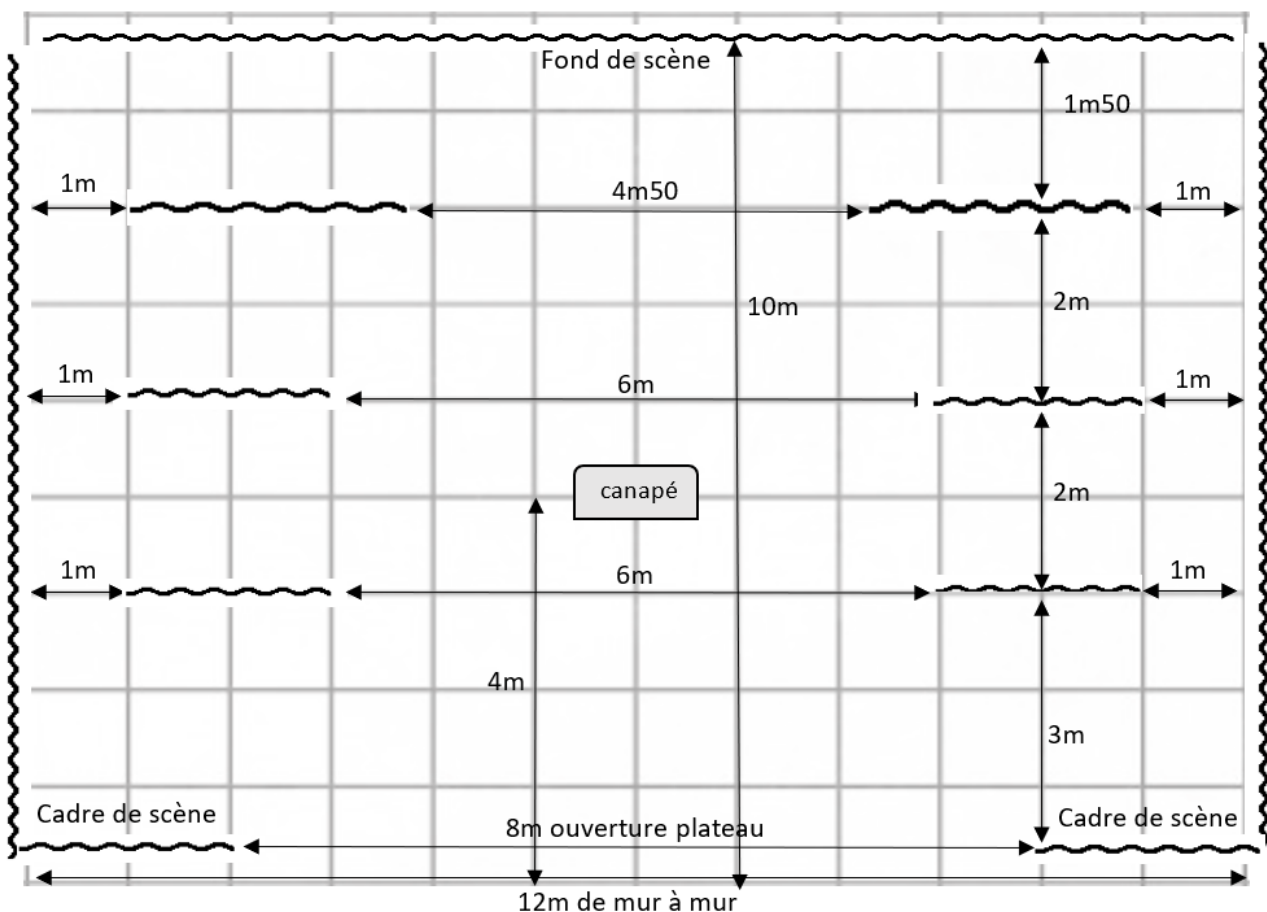 Fond de scène
1m50
1m
4m50
1m
2m
10m
1m
6m
1m
canapé
2m
1m
6m
1m
4m
3m
Cadre de scène
8m ouverture plateau
Cadre de scène
12m de mur à mur